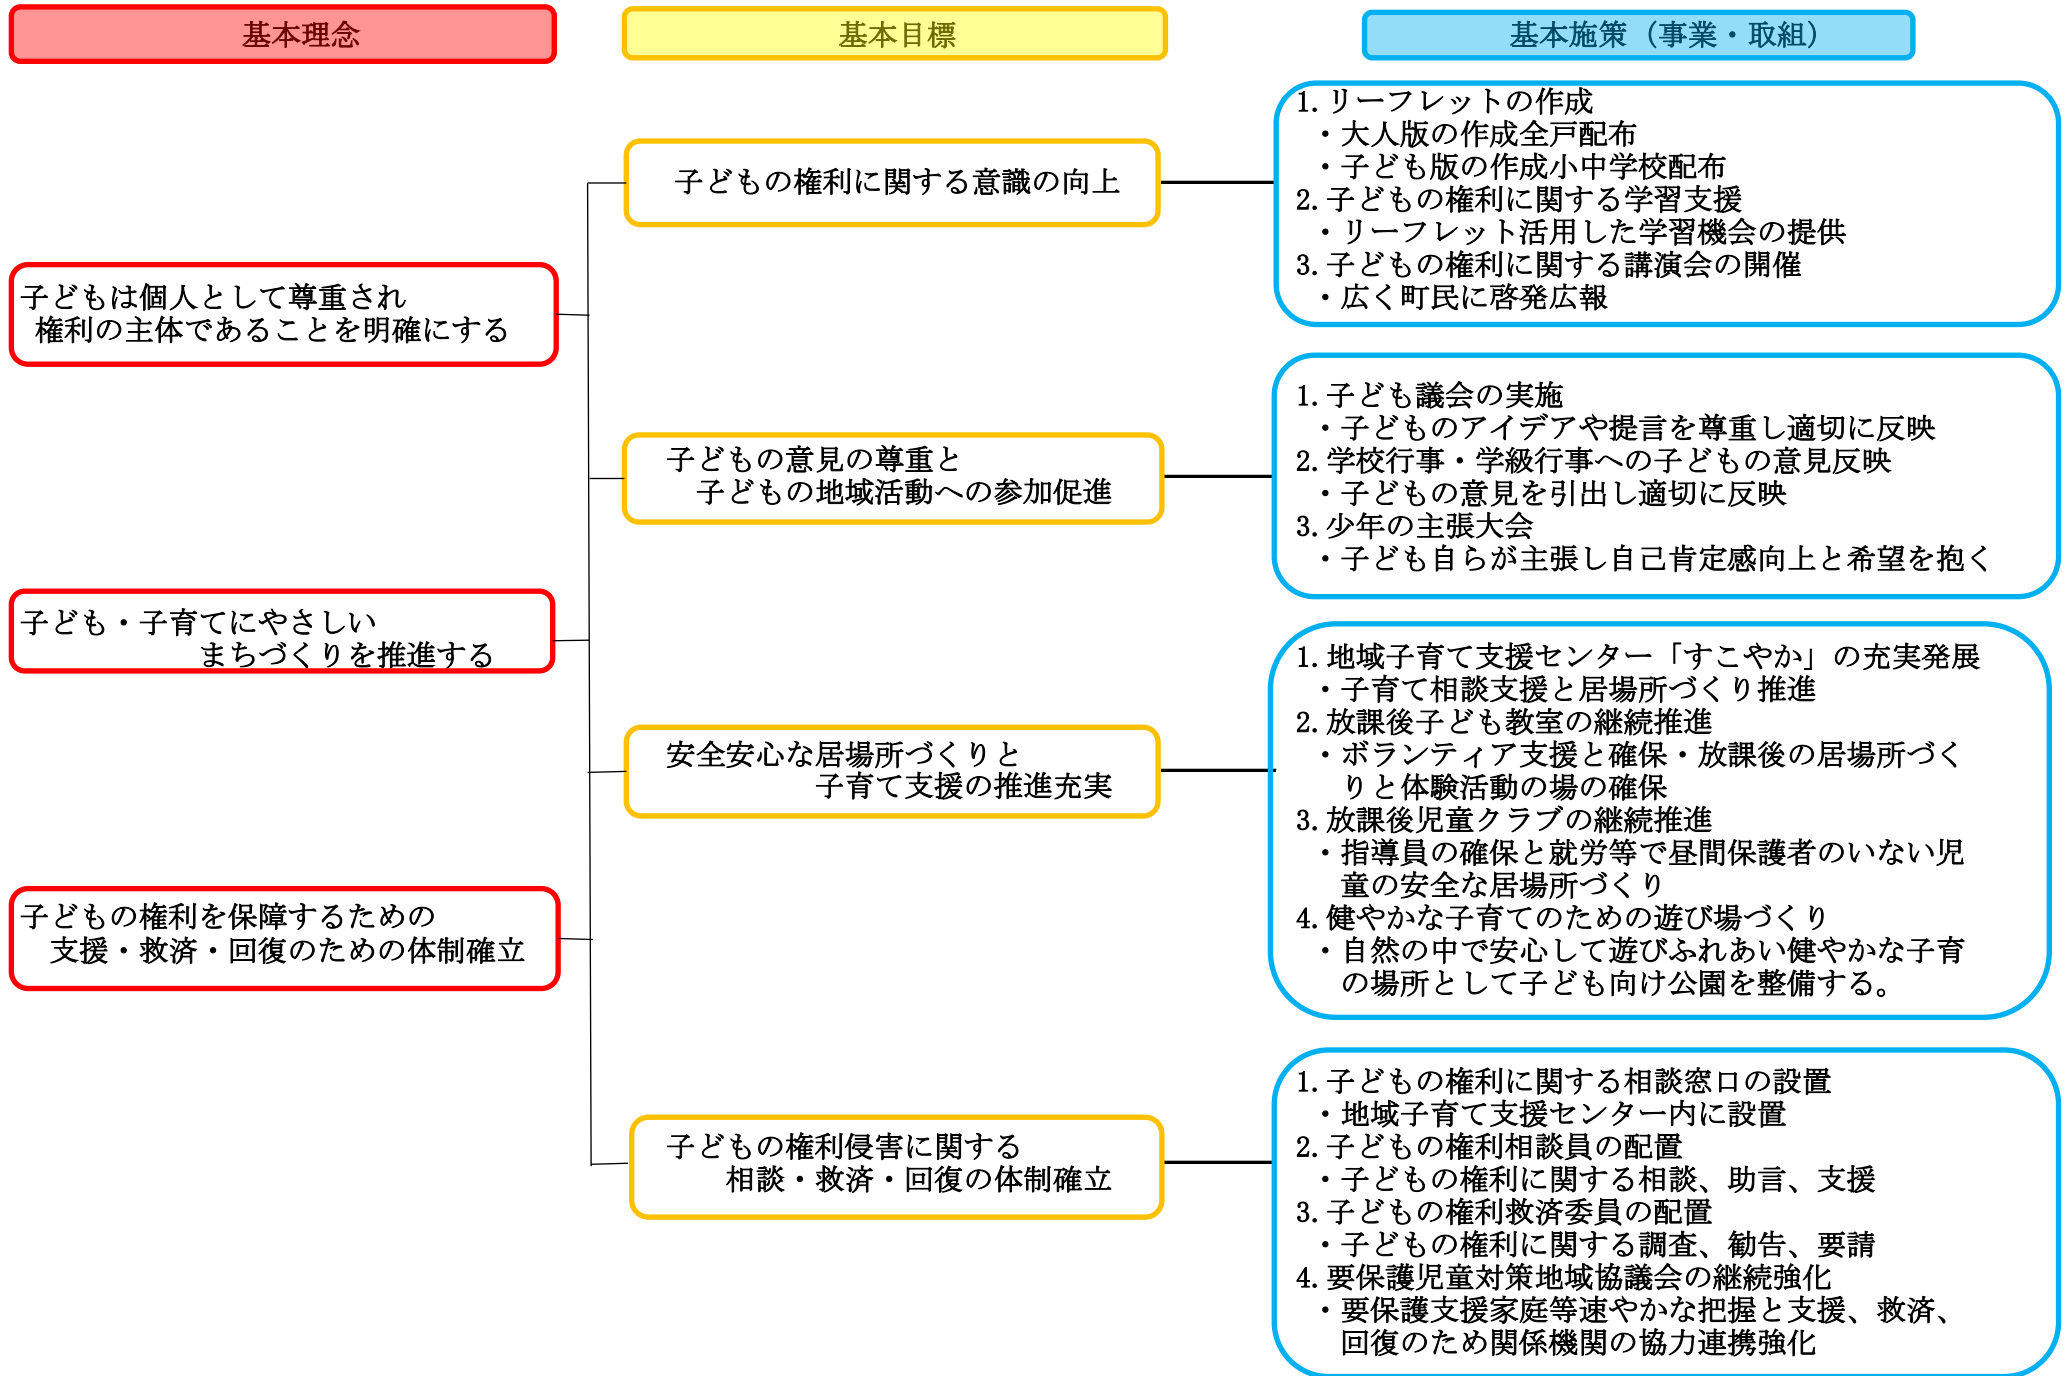 基本理念
基本目標
基本施策（事業・取組）
子どもは個人として尊重され
権利の主体であることを明確にする
子ども・子育てにやさしい
まちづくりを推進する
子どもの権利を保障するための
支援・救済・回復のための体制確立
子どもの権利に関する意識の向上
子どもの意見の尊重と
子どもの地域活動への参加促進
安全安心な居場所づくりと
子育て支援の推進充実
子どもの権利侵害に関する
相談・救済・回復の体制確立
1.リーフレットの作成
・大人版の作成全戸配布
・子ども版の作成小中学校配布
2.子どもの権利に関する学習支援
・リーフレット活用した学習機会の提供
3.子どもの権利に関する講演会の開催
・広く町民に啓発広報
1.子ども議会の実施
・子どものアイデアや提言を尊重し適切に反映
2.学校行事・学級行事への子どもの意見反映
・子どもの意見を引出し適切に反映
3.少年の主張大会
・子ども自らが主張し自己肯定感向上と希望を抱く
1.地域子育て支援センター「すこやか」の充実発展
・子育て相談支援と居場所づくり推進
2.放課後子ども教室の継続推進
・ボランティア支援と確保・放課後の居場所づく
りと体験活動の場の確保
3.放課後児童クラブの継続推進
・指導員の確保と就労等で昼間保護者のいない児
童の安全な居場所づくり
4.健やかな子育てのための遊び場づくり
・自然の中で安心して遊びふれあい健やかな子育
の場所として子ども向け公園を整備する。
1.子どもの権利に関する相談窓口の設置
・地域子育て支援センター内に設置
2.子どもの権利相談員の配置
・子どもの権利に関する相談、助言、支援
3.子どもの権利救済委員の配置
・子どもの権利に関する調査、勧告、要請
4.要保護児童対策地域協議会の継続強化
・要保護支援家庭等速やかな把握と支援、救済、
回復のため関係機関の協力連携強化